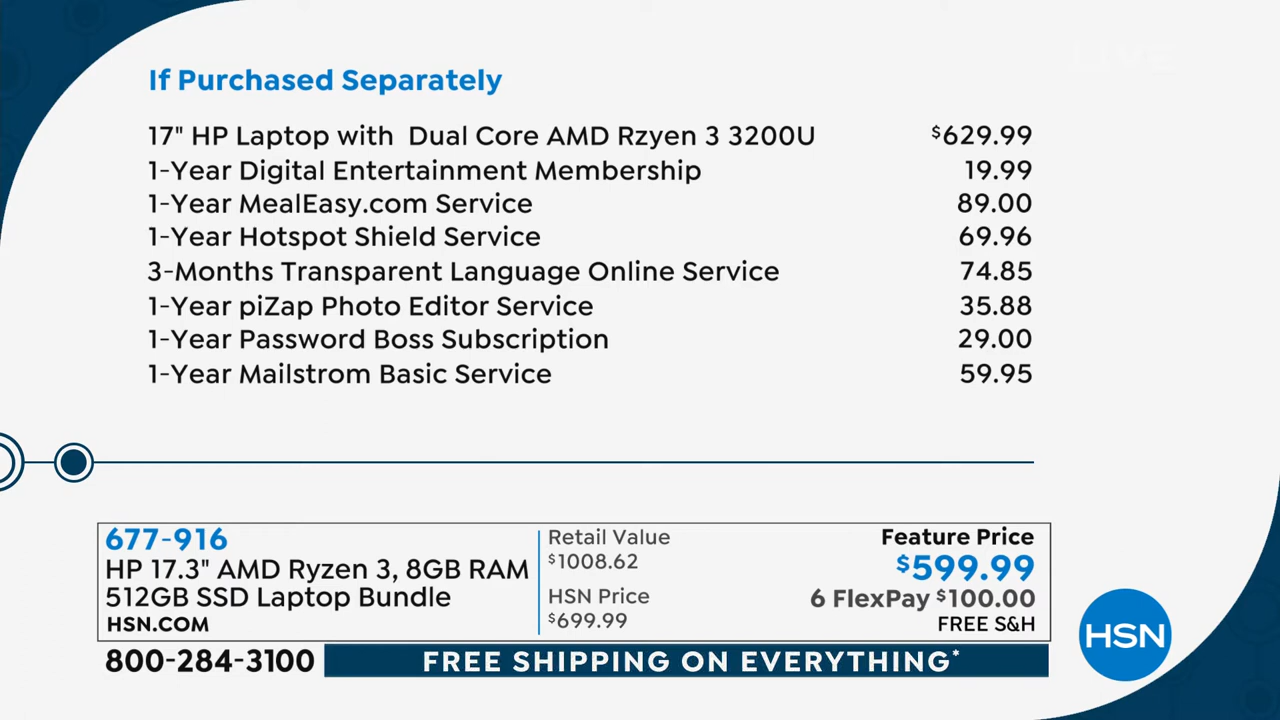 If Purchased Separately
17" HP Laptop with Dual Core AMD Rzyen 3 3200U $629.99
1-Year Digital Entertainment Membership 19.99
1-Year MealEasy.com Service 89.00
1-Year Hotspot Shield Service 69.96
3-Months Transparent Language Online Service 74.85
1-Year piZap Photo Editor Service 35.88
1-Year Password Boss Subscription 29.00
1-Year Mailstrom Basic Service 59.95
677-916
HP 17.3" AMD Ryzen 3, 8GB RAM
512GB SSD Laptop Bundle
HSN.COM
Retail Value
$1008.62
HSN Price
$699.99
Feature Price
$599.99
6 FlexPay $100.00
FREE S&H
HSN
800-284-3100
FREE SHIPPING ON EVERYTHING*